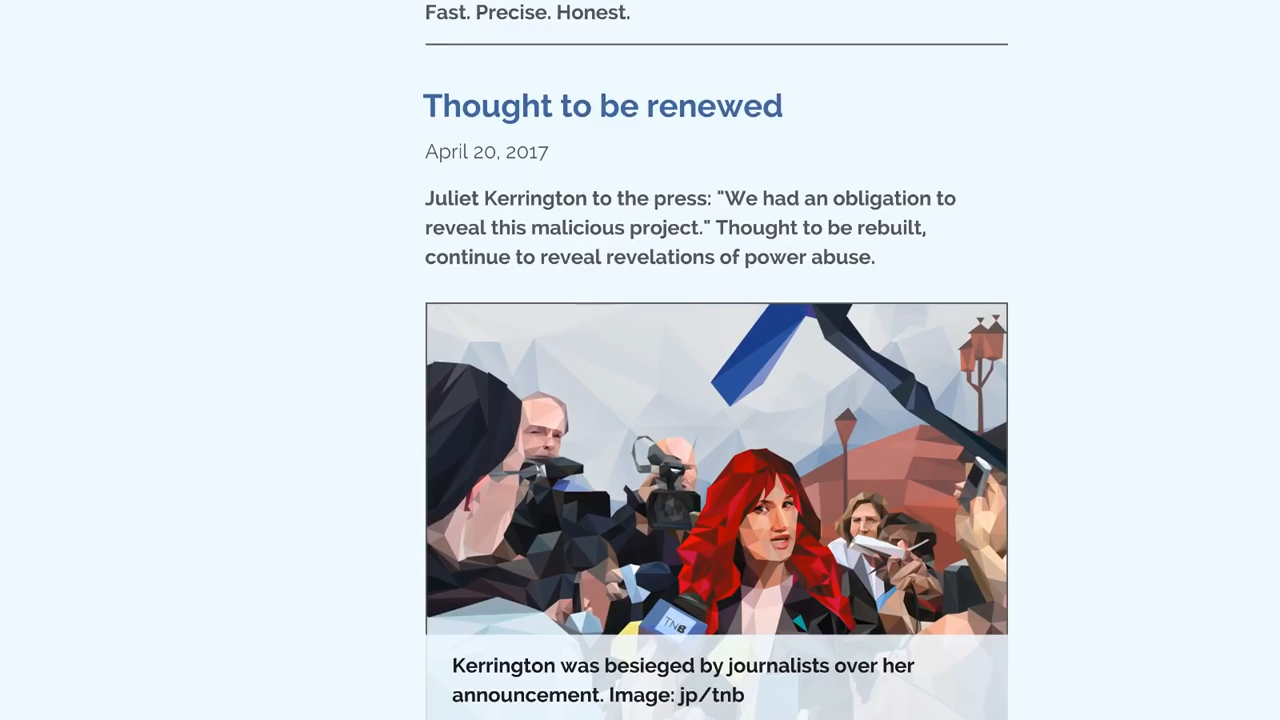 Fast. Precise. Honest.
Thought to be renewed
April 20, 2017
Juliet Kerrington to the press: "We had an obligation to
reveal this malicious project." Thought to be rebuilt,
continue to reveal revelations of power abuse.
TNB
Kerrington was besieged by journalists over her
announcement. Image: jp/tnb